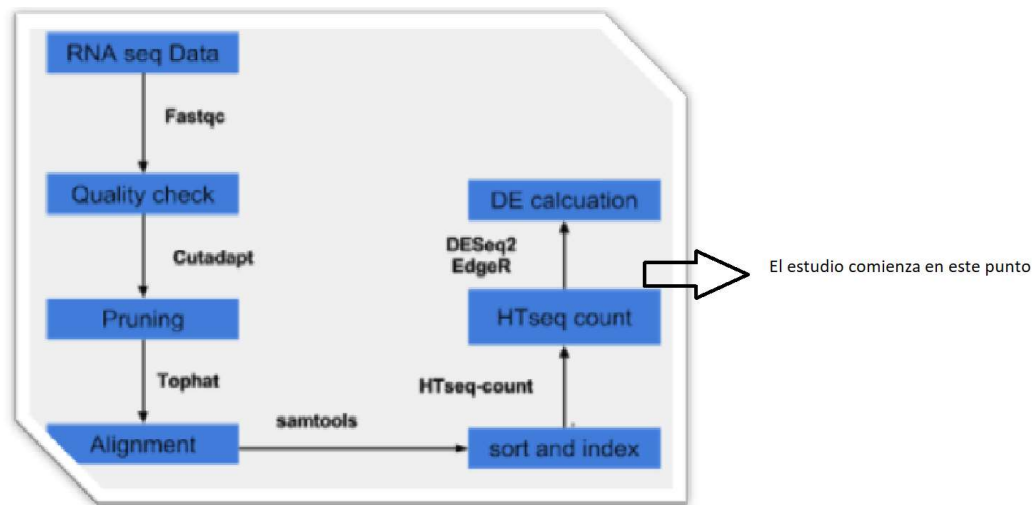 RNA seq Data
Fastqc
Quality check
Cutadapt
Pruning
Tophat
Alignment
samtools
sort and index
HTseq-count
HTseq count
DESeq2
EdgeR
DE calcuation
El estudio comienza en este punto